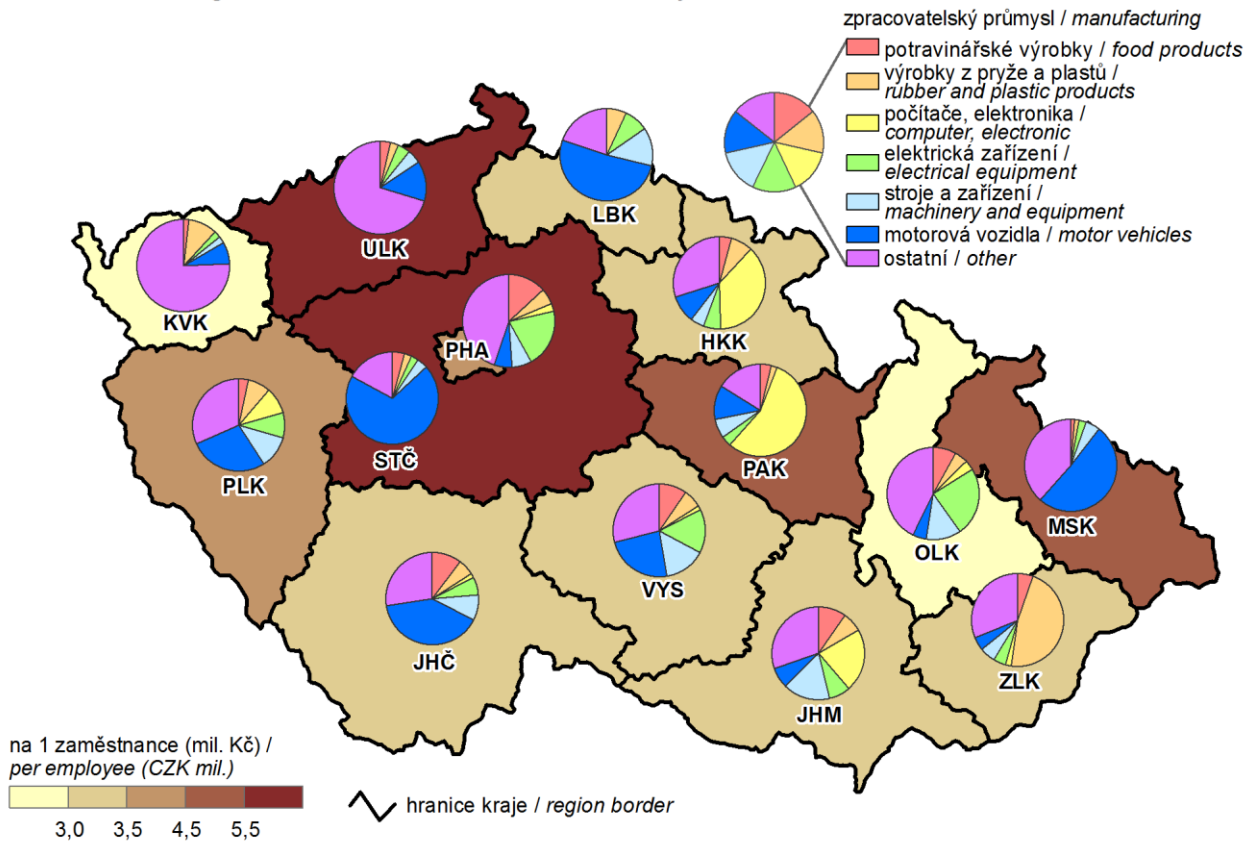 zpracovatelský průmysl / manufacturing
potravinářské výrobky / food products
výrobky z pryže a plastů /
rubber and plastic products
počítače, elektronika /
computer, electronic
elektrická zařízení /
electrical equipment
stroje a zařízení /
machinery and equipment
motorová vozidla / motor vehicles
ostatní / other
LBK
ULK
KVK
HKK
PHA
STČ
PAK
PLK
MSK
OLK
VYS
JHČ
ZLK
JHM
na 1 zaměstnance (mil. Kč) /
per employee (CZK mil.)
3,0 3,5 4,5 5,5
hranice kraje / region border